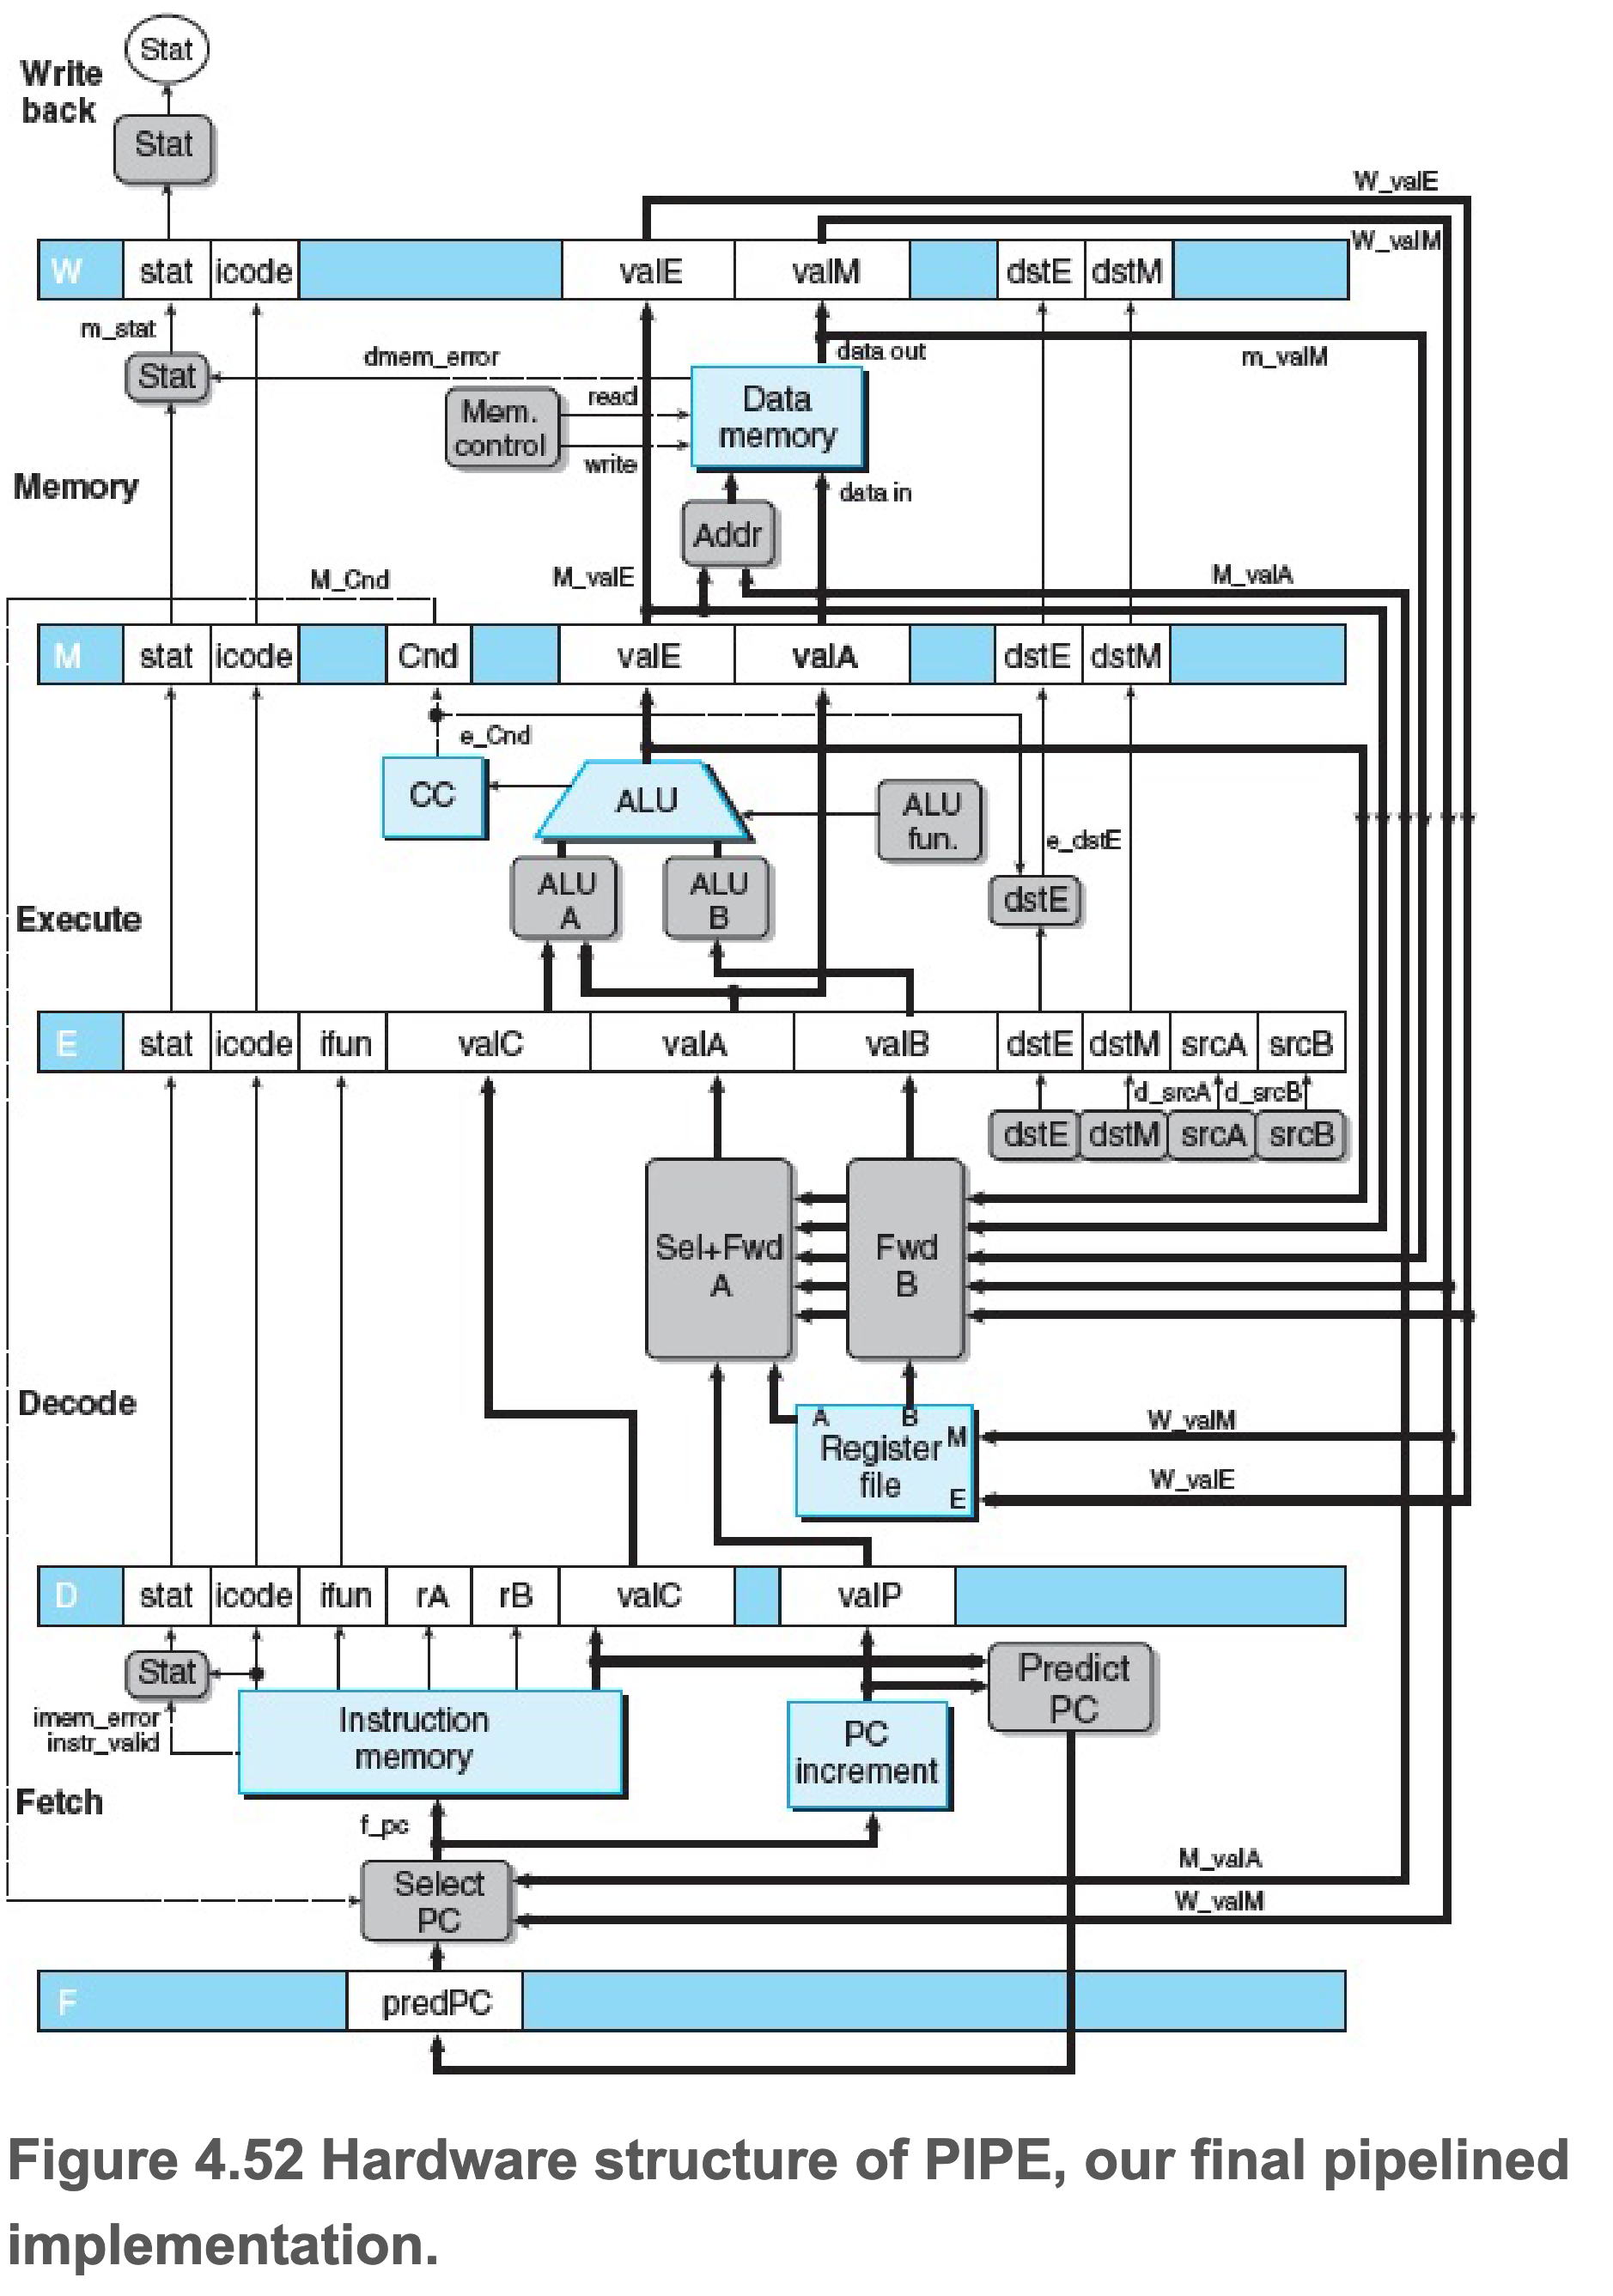 Stat
Write
back
Stat
W_valE
W_valM
W stat icode valE valM dstE dstM
m_stat
data out
dmem_error
m_valM
Stat
read
Mem.
control
Data
memory
write
Memory
data in
Addr
M_Cnd
M_valE
M_valA
M stat icode Cnd valE valA dstE dstM
e_Cnd
CC
ALU
ALU
fun.
e_dstE
ALU
A
ALU
B
dstE
Execute
E stat icode ifun valC valA valB dstE dstM srcA srcB
d_srcA d_srcB
dstE dstM srcA srcB
Sel+Fwd
A
Fwd
B
Decode
A B
W_valM
Register M
file
W_valE
E
D stat icode ifun rA rB valC valP
Stat
Predict
PC
imem_error
instr_valid
Instruction
memory
PC
increment
Fetch
f_pc
M_valA
Select
PC
W_valM
F predPC
Figure 4.52 Hardware structure of PIPE, our final pipelined
implementation.